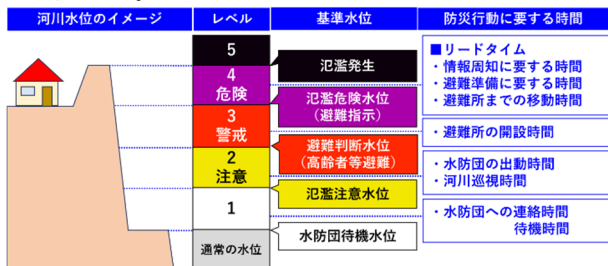 河川水位のイメージ
レベル
基準水位
防災行動に要する時間
5
4
危険
3
警戒
2
注意
1
通常の水位
氾濫発生
氾濫危険水位
(避難指示)
避難判断水位
(高齢者等避難)
氾濫注意水位
水防団待機水位
■リードタイム
・情報周知に要する時間
・避難準備に要する時間
・避難所までの移動時間
・避難所の開設時間
・水防団の出動時間
・河川巡視時間
・水防団への連絡時間
待機時間